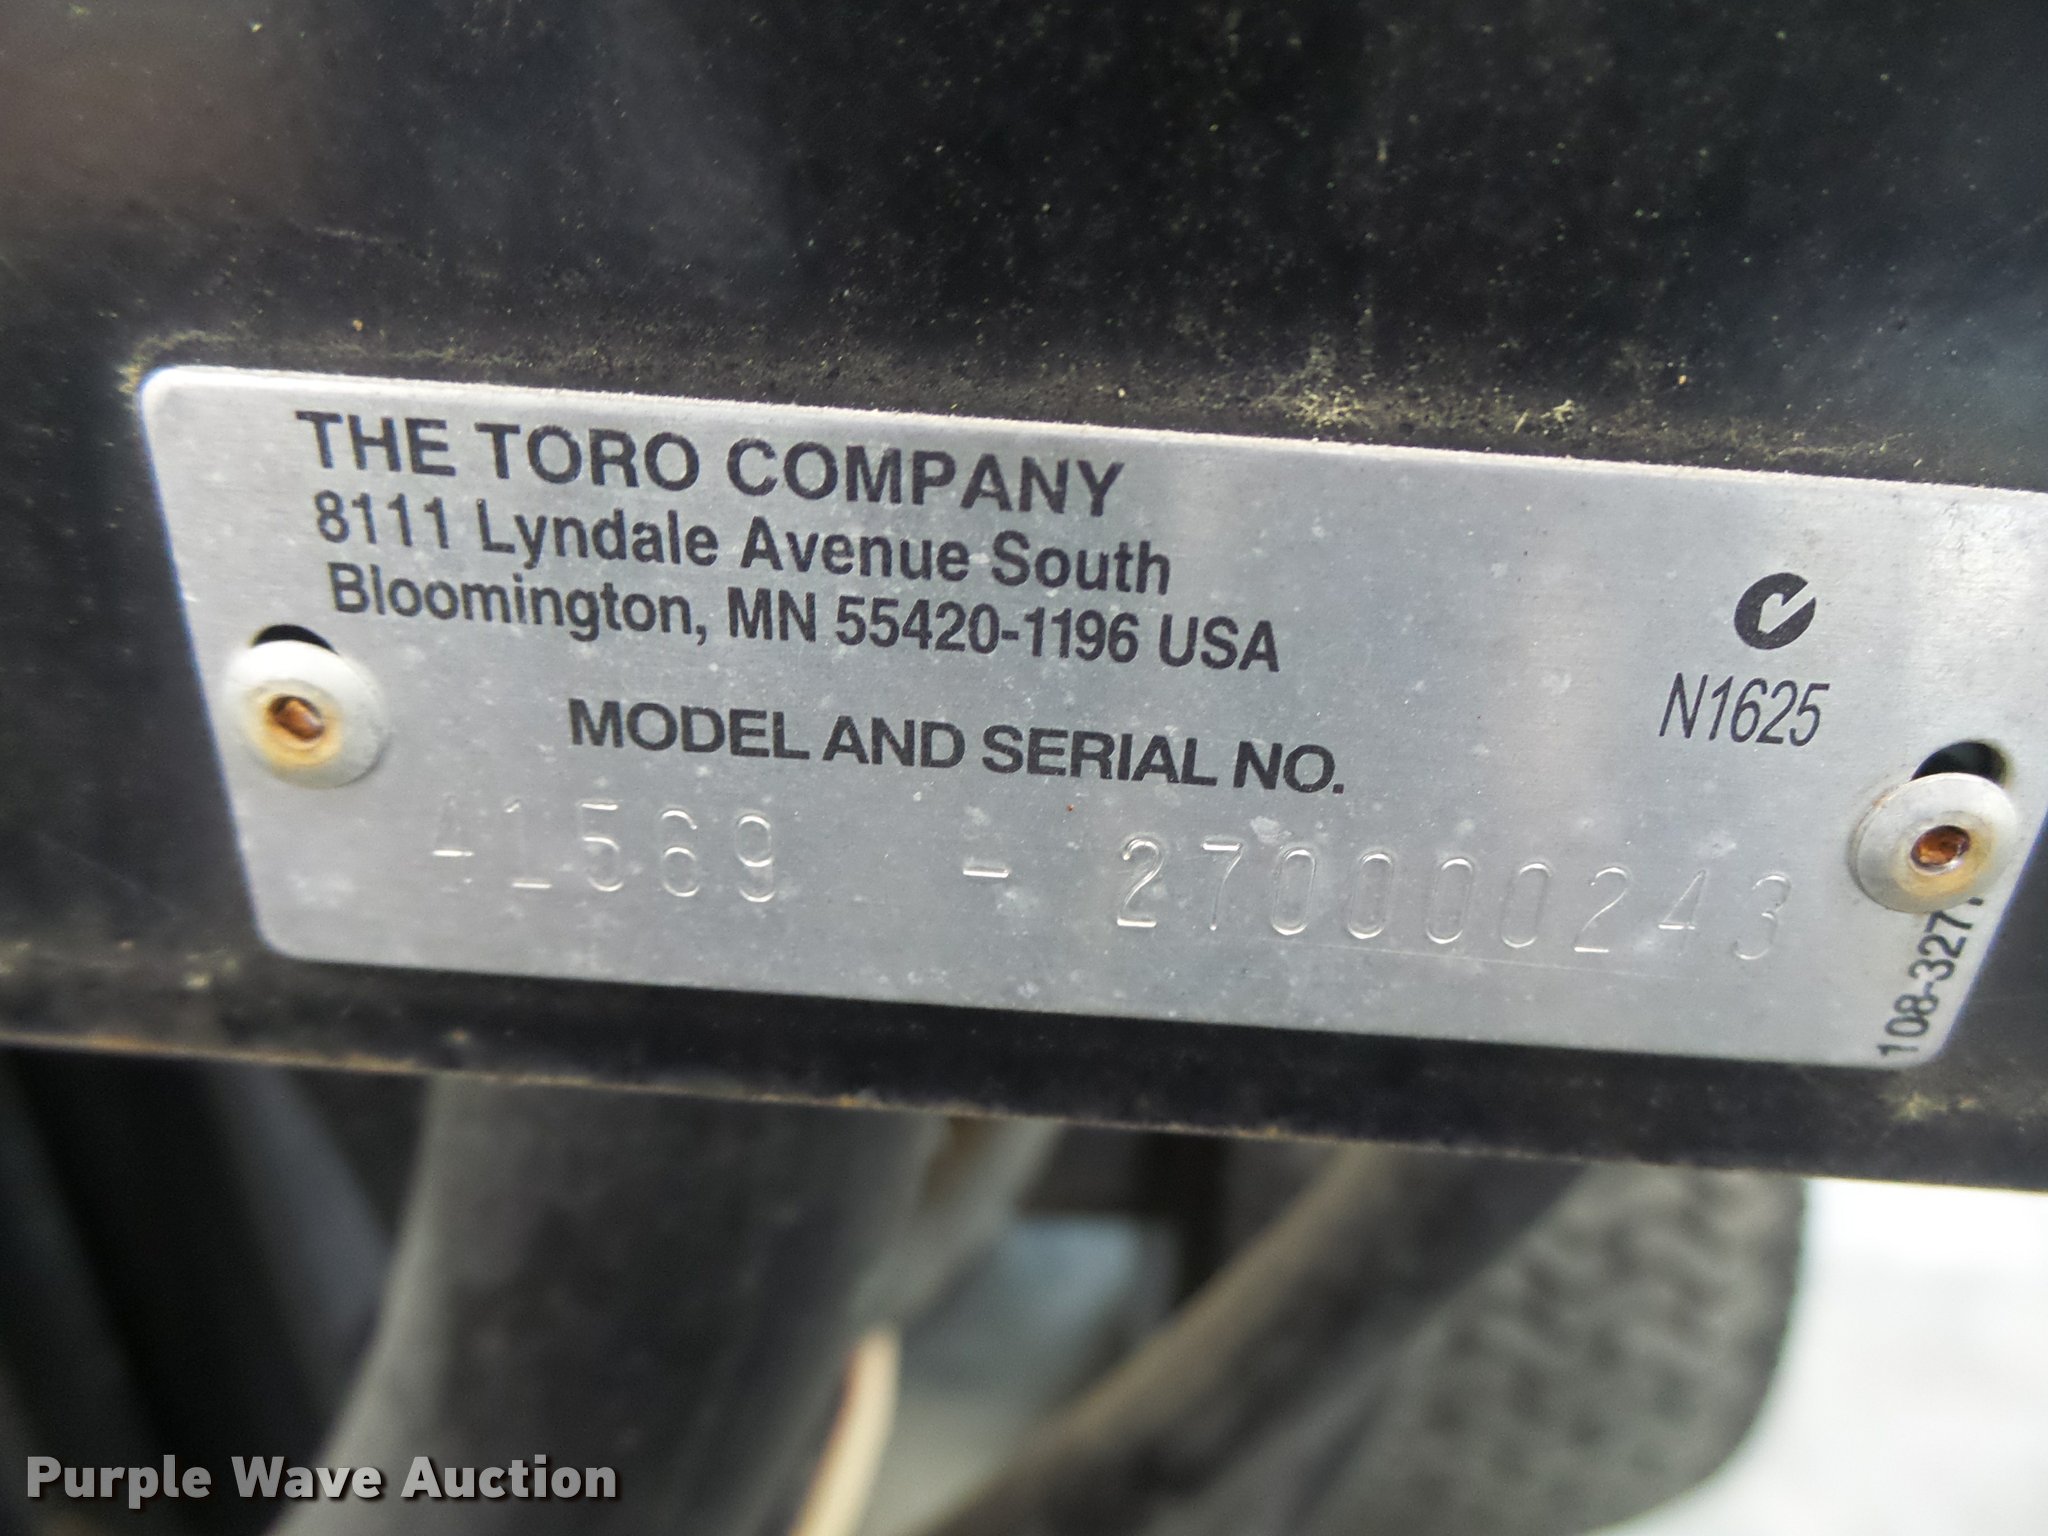 THE TORO COMPANY
8111 Lyndale Avenue South
Bloomington, MN 55420-1196 USA
N1625
MODEL AND SERIAL NO.
41569 - 270000243
108-3277
Purple Wave Auction